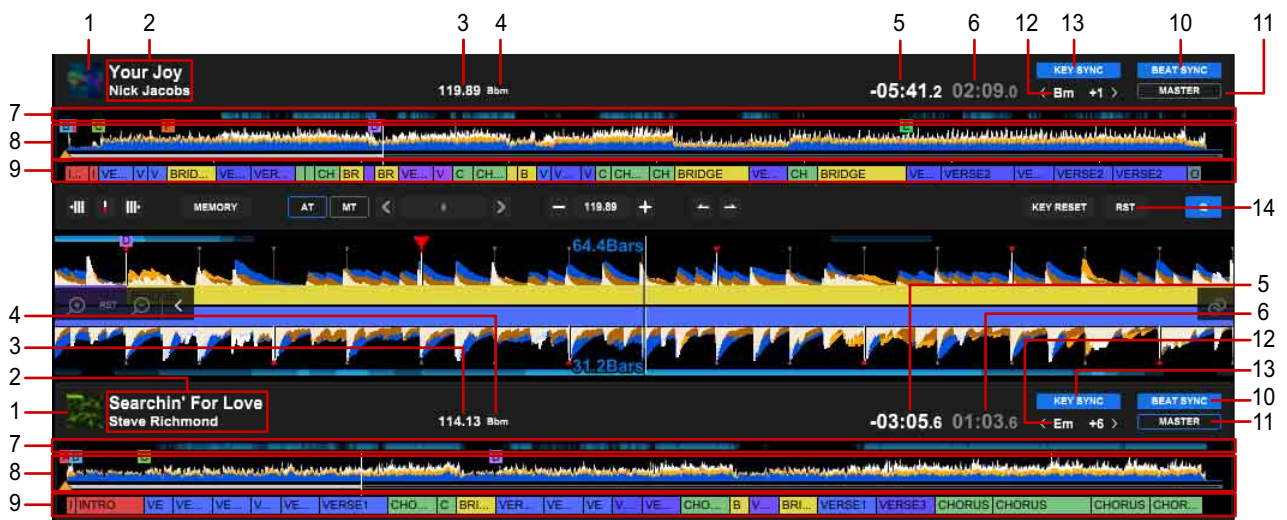 1 2 3 4 5 6 12 13 10 11
Your Joy
Nick Jacobs
119.89 Bbm
-05:41.2 02:09.0
KEY SYNC BEAT SYNC
< Bm +1 > MASTER
7
C D E
8
9
I... I VE... V V BRID... VE... VER... CH BR BR VE... V C CH... B V V... V C CH... CH BRIDGE VE... CH BRIDGE VE... VERSE2 VE... VERSE2 VERSE2 O
MEMORY AT MT 119.89 KEY RESET RST 14
D 64.4Bars
5
RST
4 6
3 31.2Bars 12
2 13
Searchin' For Love
Steve Richmond
114.13 Bbm
-03:05.6 01:03.6
KEY SYNC BEAT SYNC 10
1 < Em +6 > MASTER 11
7
D
8
9
I INTRO VE VE... VE... V... VE... VERSE1 CHO... C BRI... VER... VE... VE V... VE... CHO... B V... BRI... VERSE1 VERSE3 CHORUS CHORUS CHORUS CHOR...